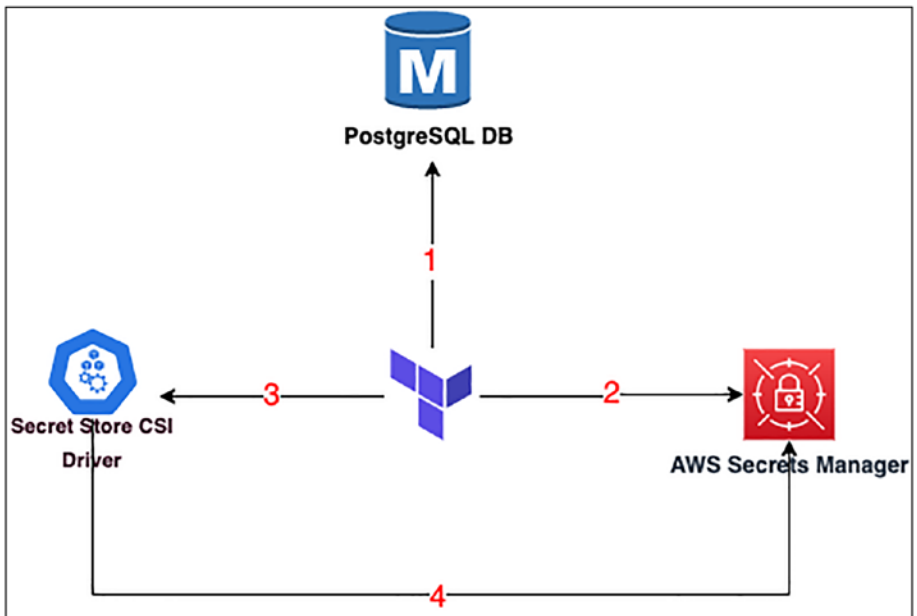 M
PostgreSQL DB
1
3
2
Secret Store CSI
Driver
AWS Secrets Manager
4